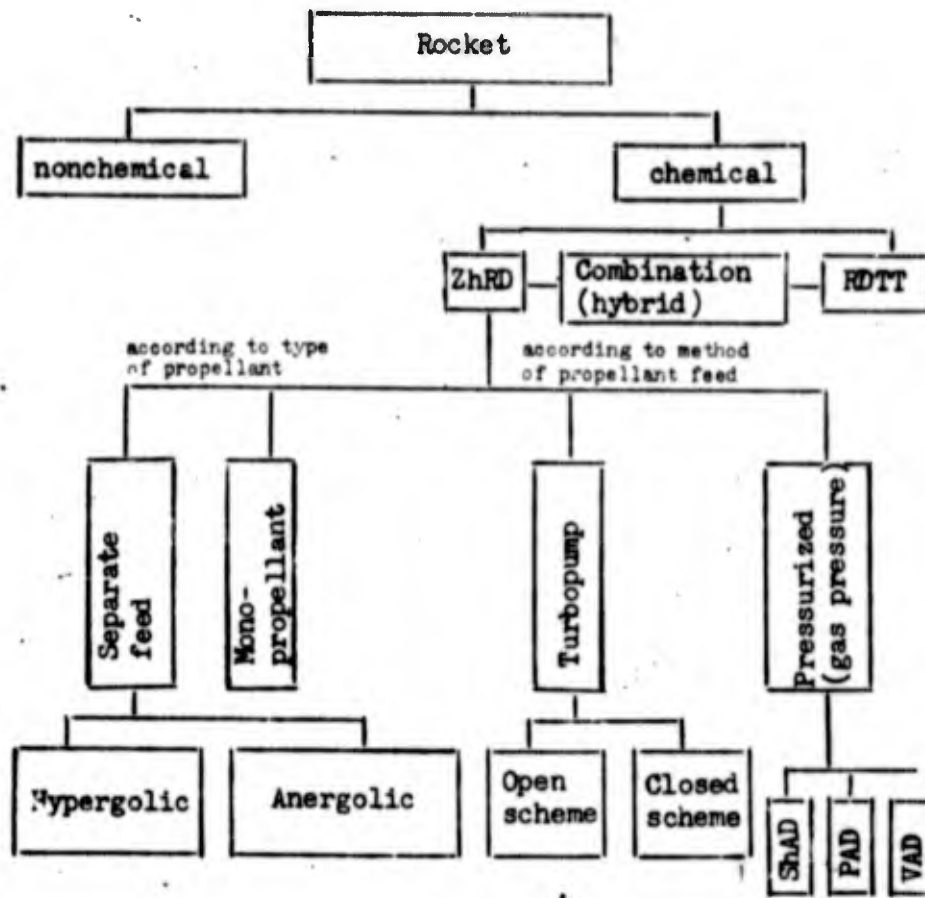 Rocket
nonchemical
chemical
ZhRD
Combination
(hybrid)
RDTT
according to type
of propellant
according to method
of propellant feed
Separate
feed
Mono-
propellant
Turbopump
Pressurized
(gas pressure)
Hypergolic
Anergolic
Open
scheme
Closed
scheme
ShAD
PAD
VAD